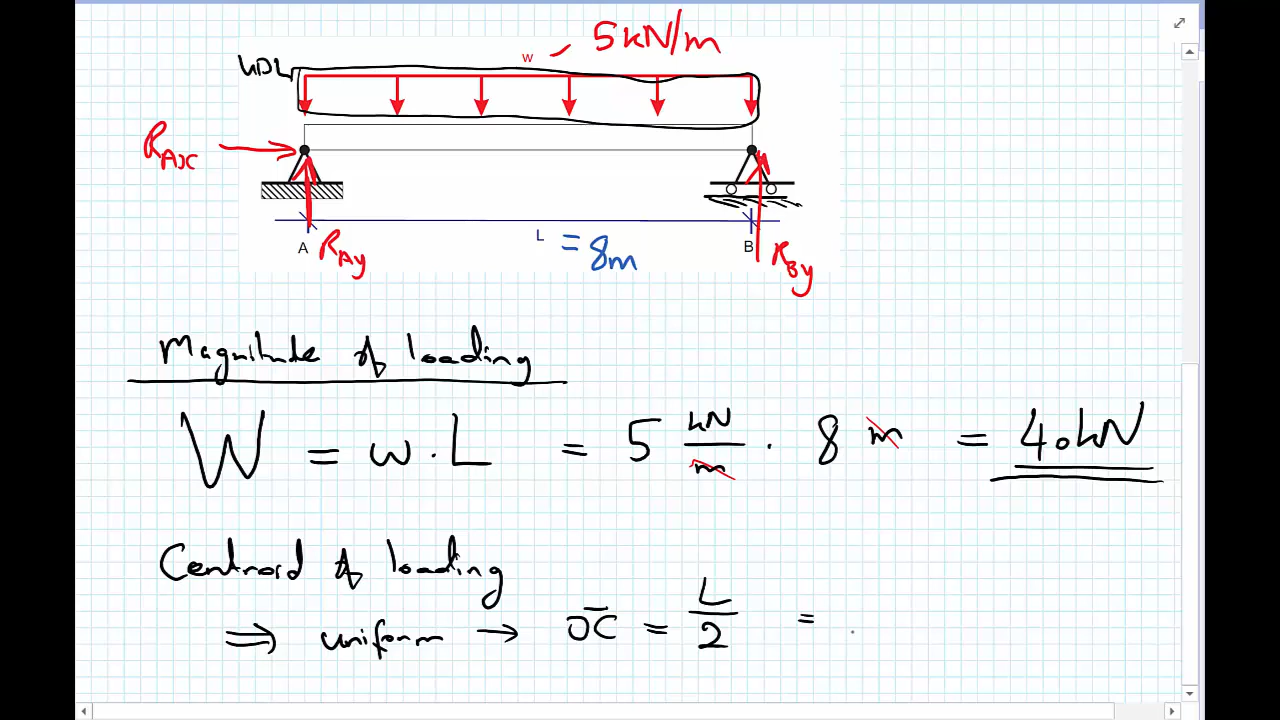 w 5kN/m
UDL
RAx
A RAy L = 8m B RBy
Magnitude of loading
W = w · L = 5 kN/m · 8 m = 40kN
Centroid of loading
⇒ uniform → x̄ = L/2 =